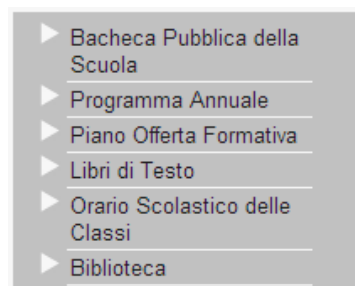 Bacheca Pubblica della
Scuola
Programma Annuale
Piano Offerta Formativa
Libri di Testo
Orario Scolastico delle
Classi
Biblioteca